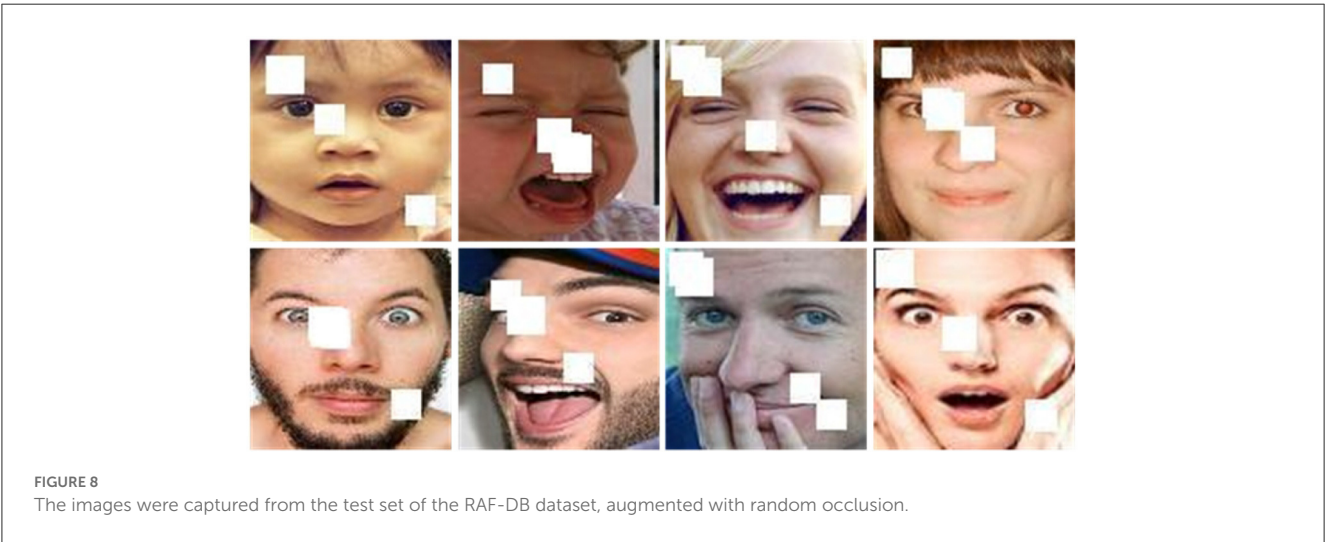 FIGURE 8
The images were captured from the test set of the RAF-DB dataset, augmented with random occlusion.